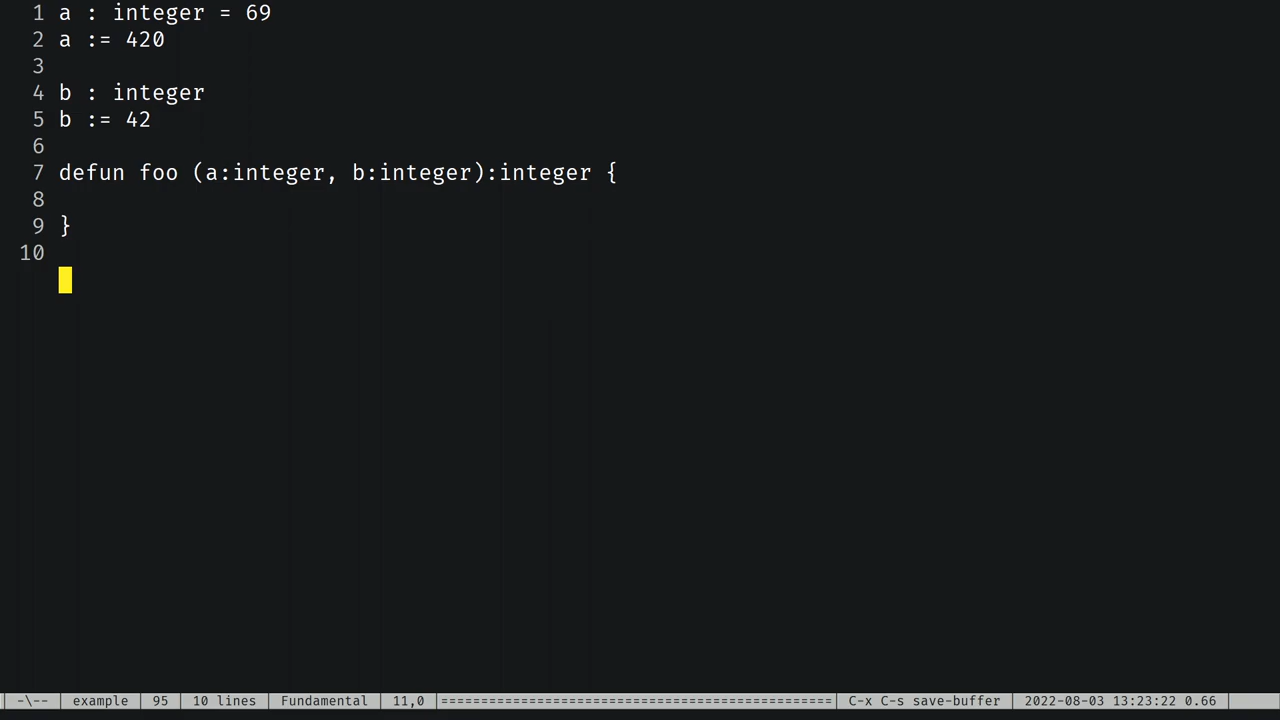 1 a : integer = 69
2 a := 420
3
4 b : integer
5 b := 42
6
7 defun foo (a:integer, b:integer):integer {
8
9 }
10
-\-- example 95 10 lines Fundamental 11,0 ================================================== C-x C-s save-buffer 2022-08-03 13:23:22 0.66